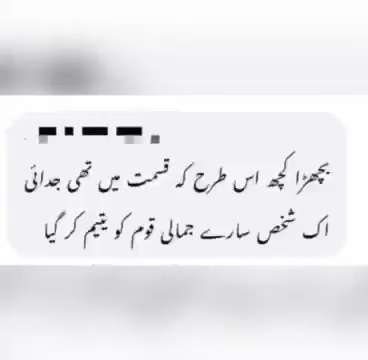 بچھڑا کچھ اس طرح کہ قسمت میں تھی جدائی
اک شخص سارے جمالی قوم کو یتیم کر گیا